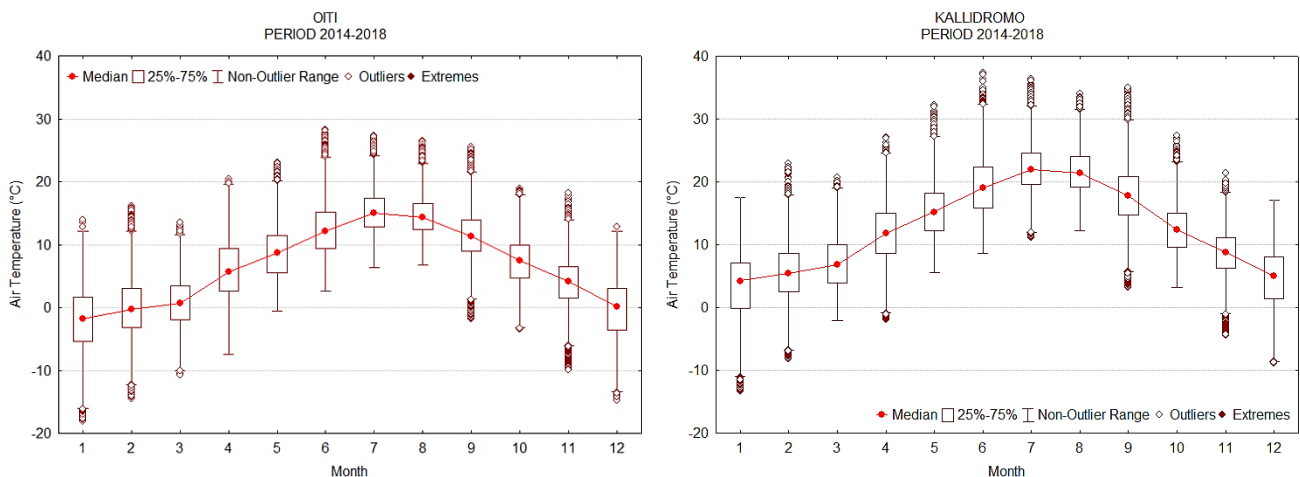 OITI
PERIOD 2014-2018
40
30
20
10
0
-10
-20
Air Temperature (°C)
Median 25%-75% Non-Outlier Range Outliers Extremes
1 2 3 4 5 6 7 8 9 10 11 12
Month
KALLIDROMO
PERIOD 2014-2018
40
30
20
10
0
-10
-20
Air Temperature (°C)
Median 25%-75% Non-Outlier Range Outliers Extremes
1 2 3 4 5 6 7 8 9 10 11 12
Month